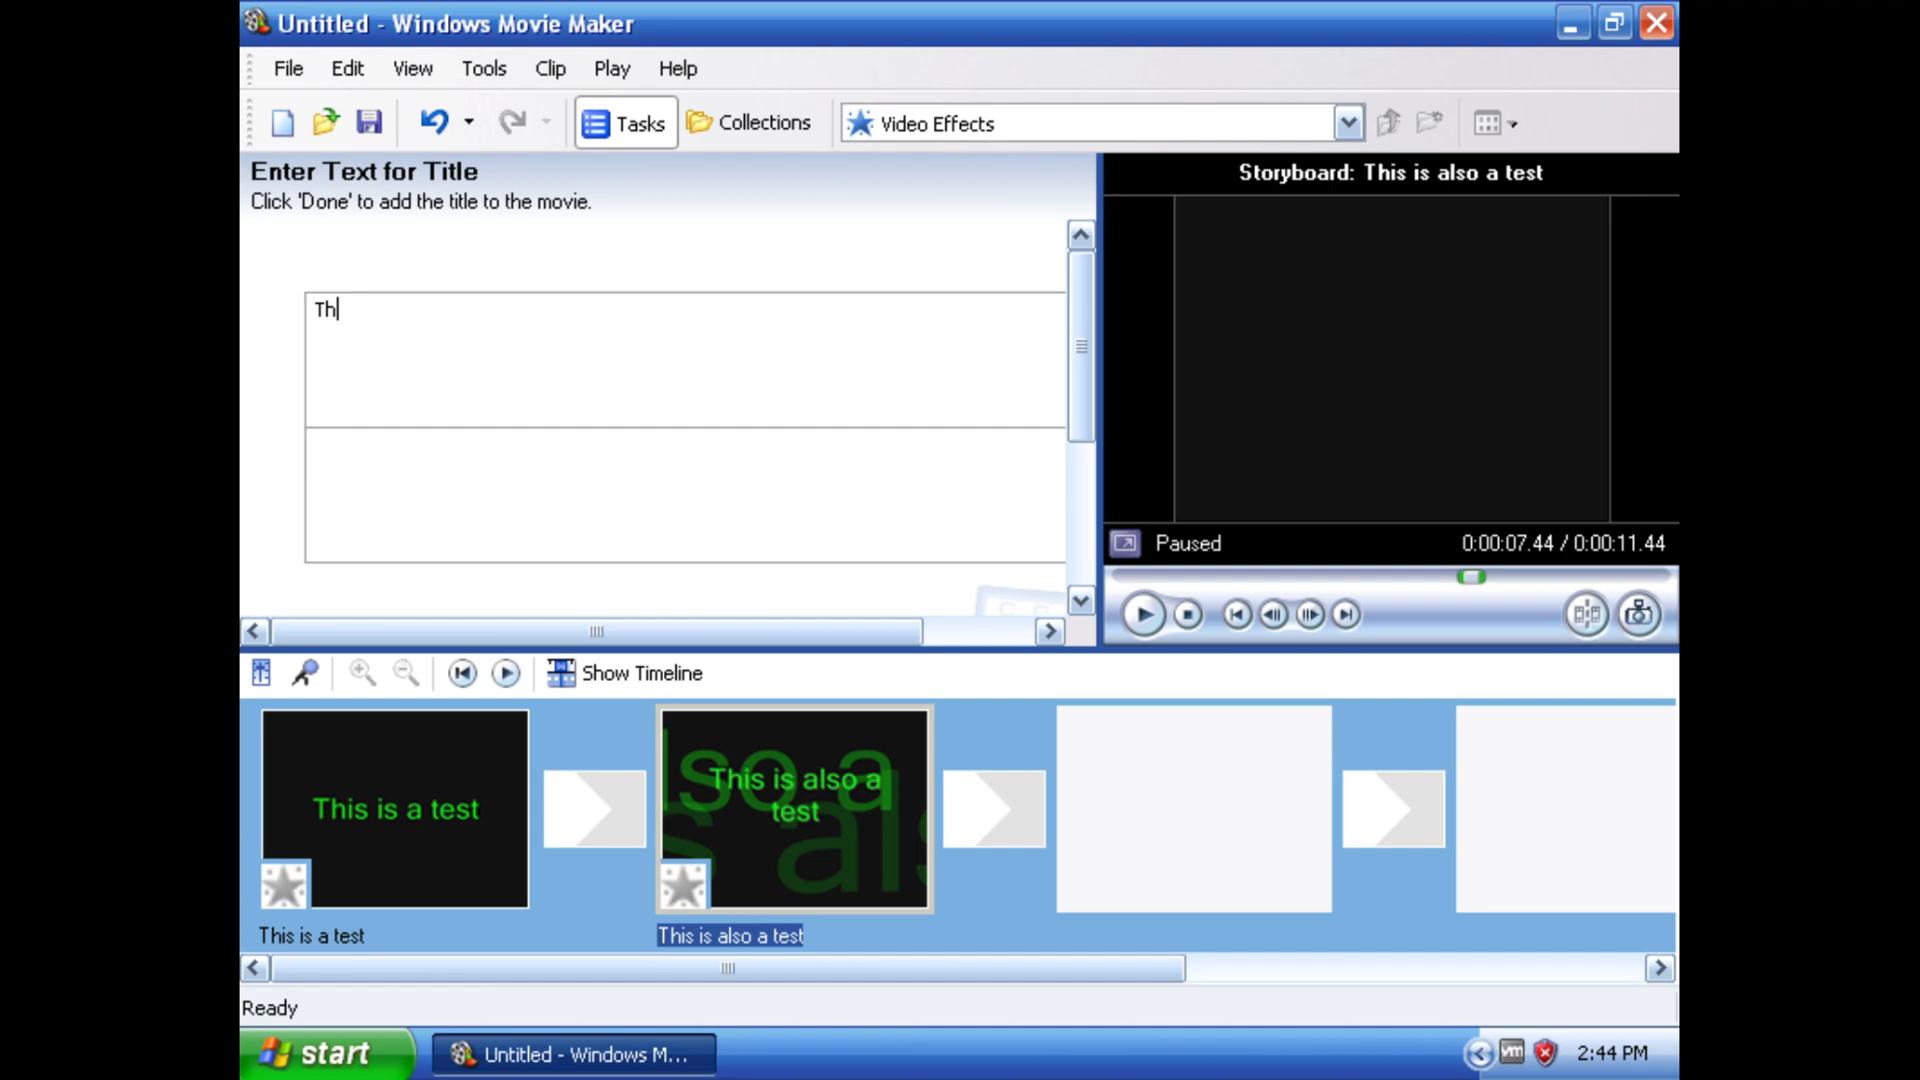 Untitled - Windows Movie Maker
File Edit View Tools Clip Play Help
Tasks Collections Video Effects
Enter Text for Title
Click 'Done' to add the title to the movie.
Th
Storyboard: This is also a test
Paused 0:00:07.44 / 0:00:11.44
Show Timeline
This is a test
lso a
s als
This is also a
test
This is a test
This is also a test
Ready
start
Untitled - Windows M...
vm
2:44 PM